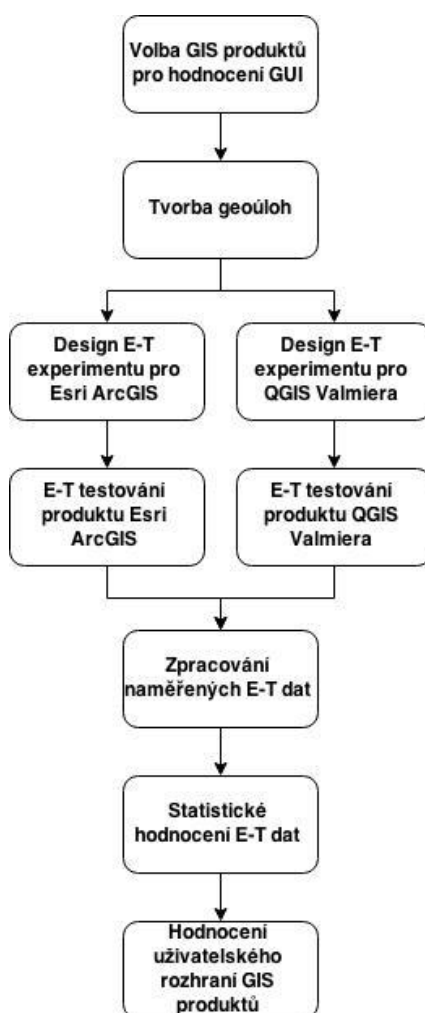 Volba GIS produktů
pro hodnocení GUI
Tvorba geoúloh
Design E-T
experimentu pro
Esri ArcGIS
Design E-T
experimentu pro
QGIS Valmiera
E-T testování
produktu Esri
ArcGIS
E-T testování
produktu QGIS
Valmiera
Zpracování
naměřených E-T dat
Statistické
hodnocení E-T dat
Hodnocení
uživatelského
rozhraní GIS
produktů